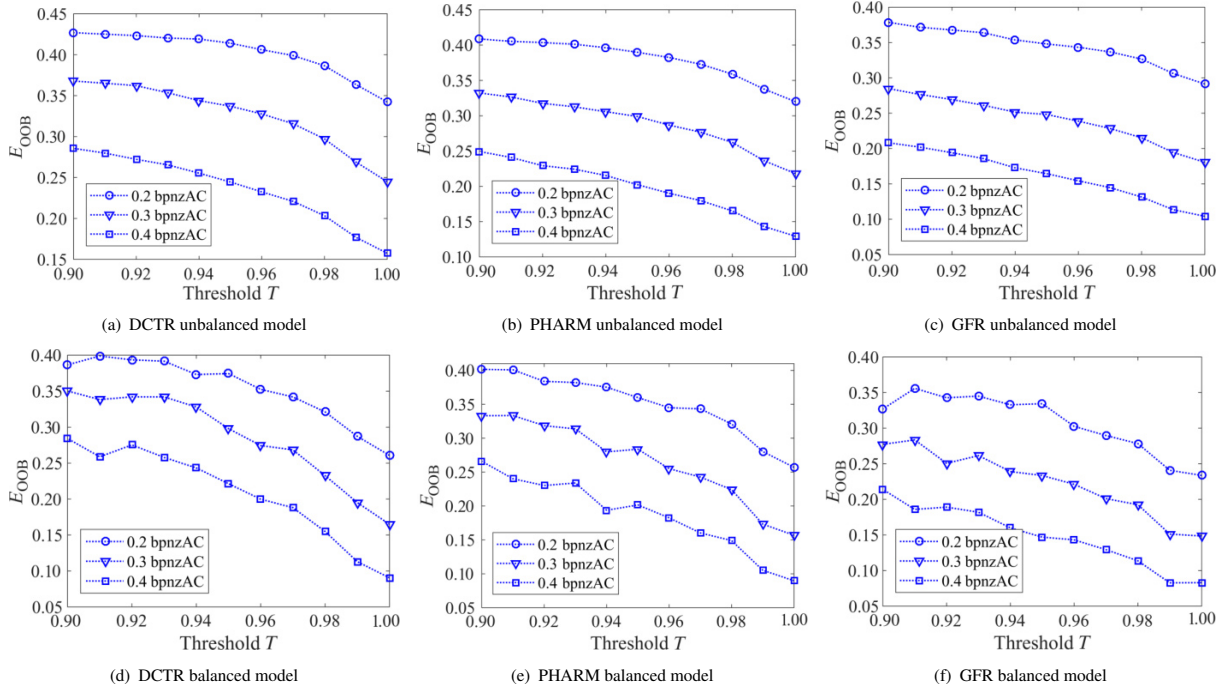 0.45
0.40
0.35
0.30
0.25
0.20
0.15
E_OOB
0.2 bpnzAC
0.3 bpnzAC
0.4 bpnzAC
0.90 0.92 0.94 0.96 0.98 1.00
Threshold T
(a) DCTR unbalanced model
0.45
0.40
0.35
0.30
0.25
0.20
0.15
0.10
E_OOB
0.2 bpnzAC
0.3 bpnzAC
0.4 bpnzAC
0.90 0.92 0.94 0.96 0.98 1.00
Threshold T
(b) PHARM unbalanced model
0.40
0.35
0.30
0.25
0.20
0.15
0.10
0.05
E_OOB
0.2 bpnzAC
0.3 bpnzAC
0.4 bpnzAC
0.90 0.92 0.94 0.96 0.98 1.00
Threshold T
(c) GFR unbalanced model
0.40
0.35
0.30
0.25
0.20
0.15
0.10
0.05
E_OOB
0.2 bpnzAC
0.3 bpnzAC
0.4 bpnzAC
0.90 0.92 0.94 0.96 0.98 1.00
Threshold T
(d) DCTR balanced model
0.40
0.35
0.30
0.25
0.20
0.15
0.10
0.05
E_OOB
0.2 bpnzAC
0.3 bpnzAC
0.4 bpnzAC
0.90 0.92 0.94 0.96 0.98 1.00
Threshold T
(e) PHARM balanced model
0.40
0.35
0.30
0.25
0.20
0.15
0.10
0.05
E_OOB
0.2 bpnzAC
0.3 bpnzAC
0.4 bpnzAC
0.90 0.92 0.94 0.96 0.98 1.00
Threshold T
(f) GFR balanced model